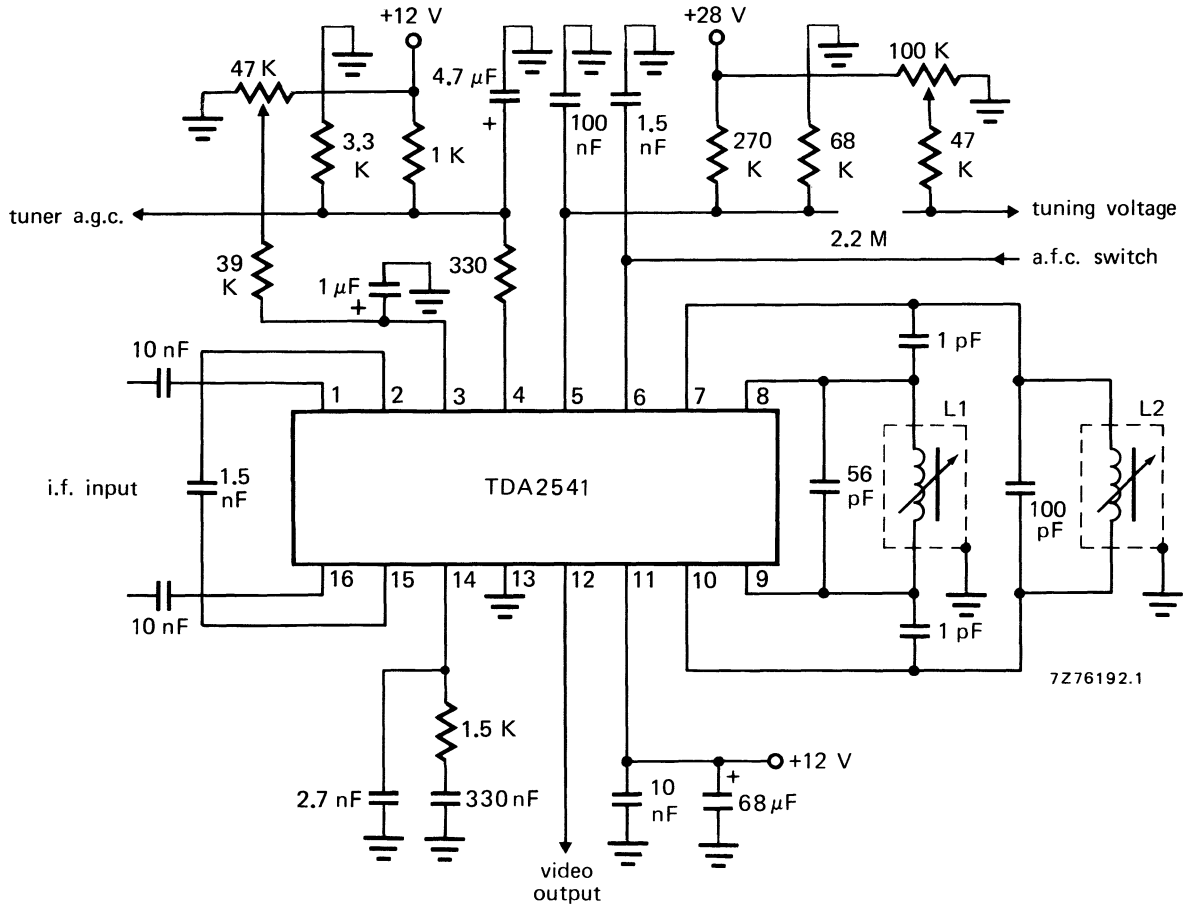 +12 V
+28 V
47 K
4.7 µF
+
100 K
3.3
K
1 K
100
nF
1.5
nF
270
K
68
K
47
K
tuner a.g.c.
tuning voltage
2.2 M
39
K
1 µF
+
330
a.f.c. switch
10 nF
1 pF
1
2
3
4
5
6
7
8
L1
L2
i.f. input
1.5
nF
TDA2541
56
pF
100
pF
16
15
14
13
12
11
10
9
10 nF
1 pF
7Z76192.1
1.5 K
+12 V
2.7 nF
330 nF
10
nF
+
68 µF
video
output